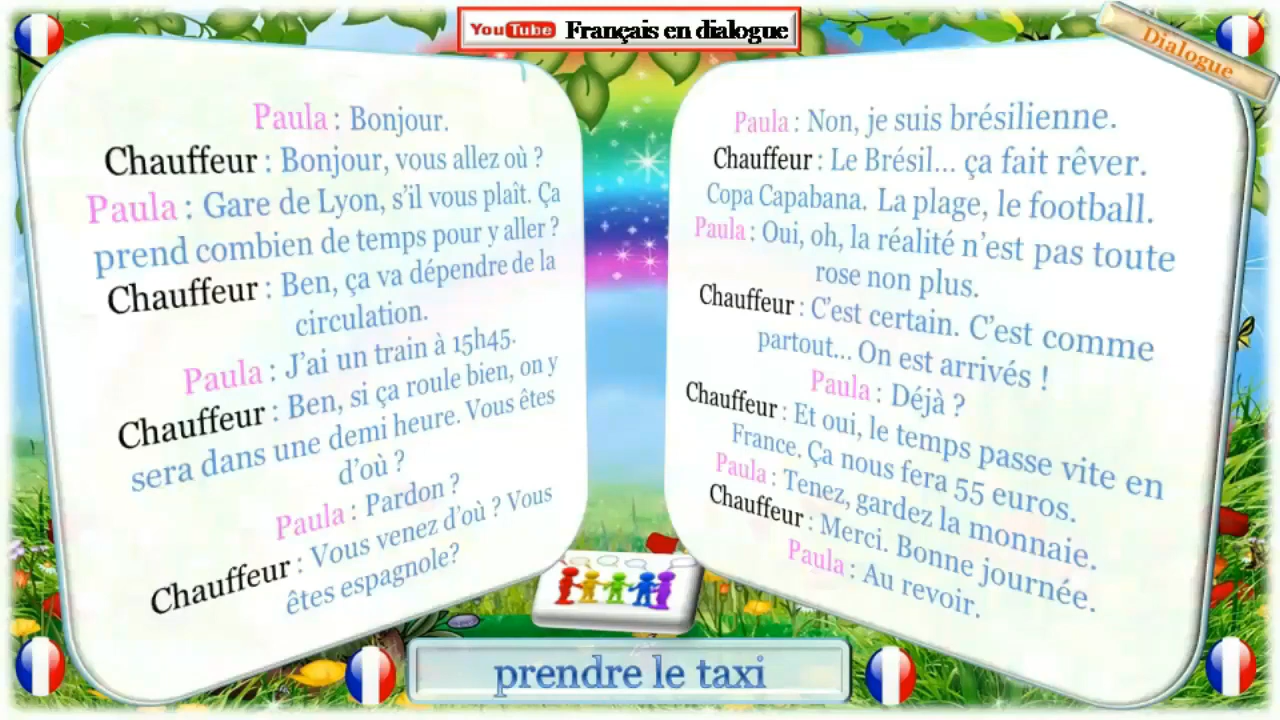 YouTube Français en dialogue
Dialogue
Paula : Bonjour.
Chauffeur : Bonjour, vous allez où ?
Paula : Gare de Lyon, s'il vous plaît. Ça
prend combien de temps pour y aller ?
Chauffeur : Ben, ça va dépendre de la
circulation.
Paula : J'ai un train à 15h45.
Chauffeur : Ben, si ça roule bien, on y
sera dans une demi heure. Vous êtes
d'où ?
Paula : Pardon ?
Chauffeur : Vous venez d'où ? Vous
êtes espagnole?
Paula : Non, je suis brésilienne.
Chauffeur : Le Brésil... ça fait rêver.
Copa Capabana. La plage, le football.
Paula : Oui, oh, la réalité n'est pas toute
rose non plus.
Chauffeur : C'est certain. C'est comme
partout... On est arrivés !
Paula : Déjà ?
Chauffeur : Et oui, le temps passe vite en
France. Ça nous fera 55 euros.
Paula : Tenez, gardez la monnaie.
Chauffeur : Merci. Bonne journée.
Paula : Au revoir.
prendre le taxi